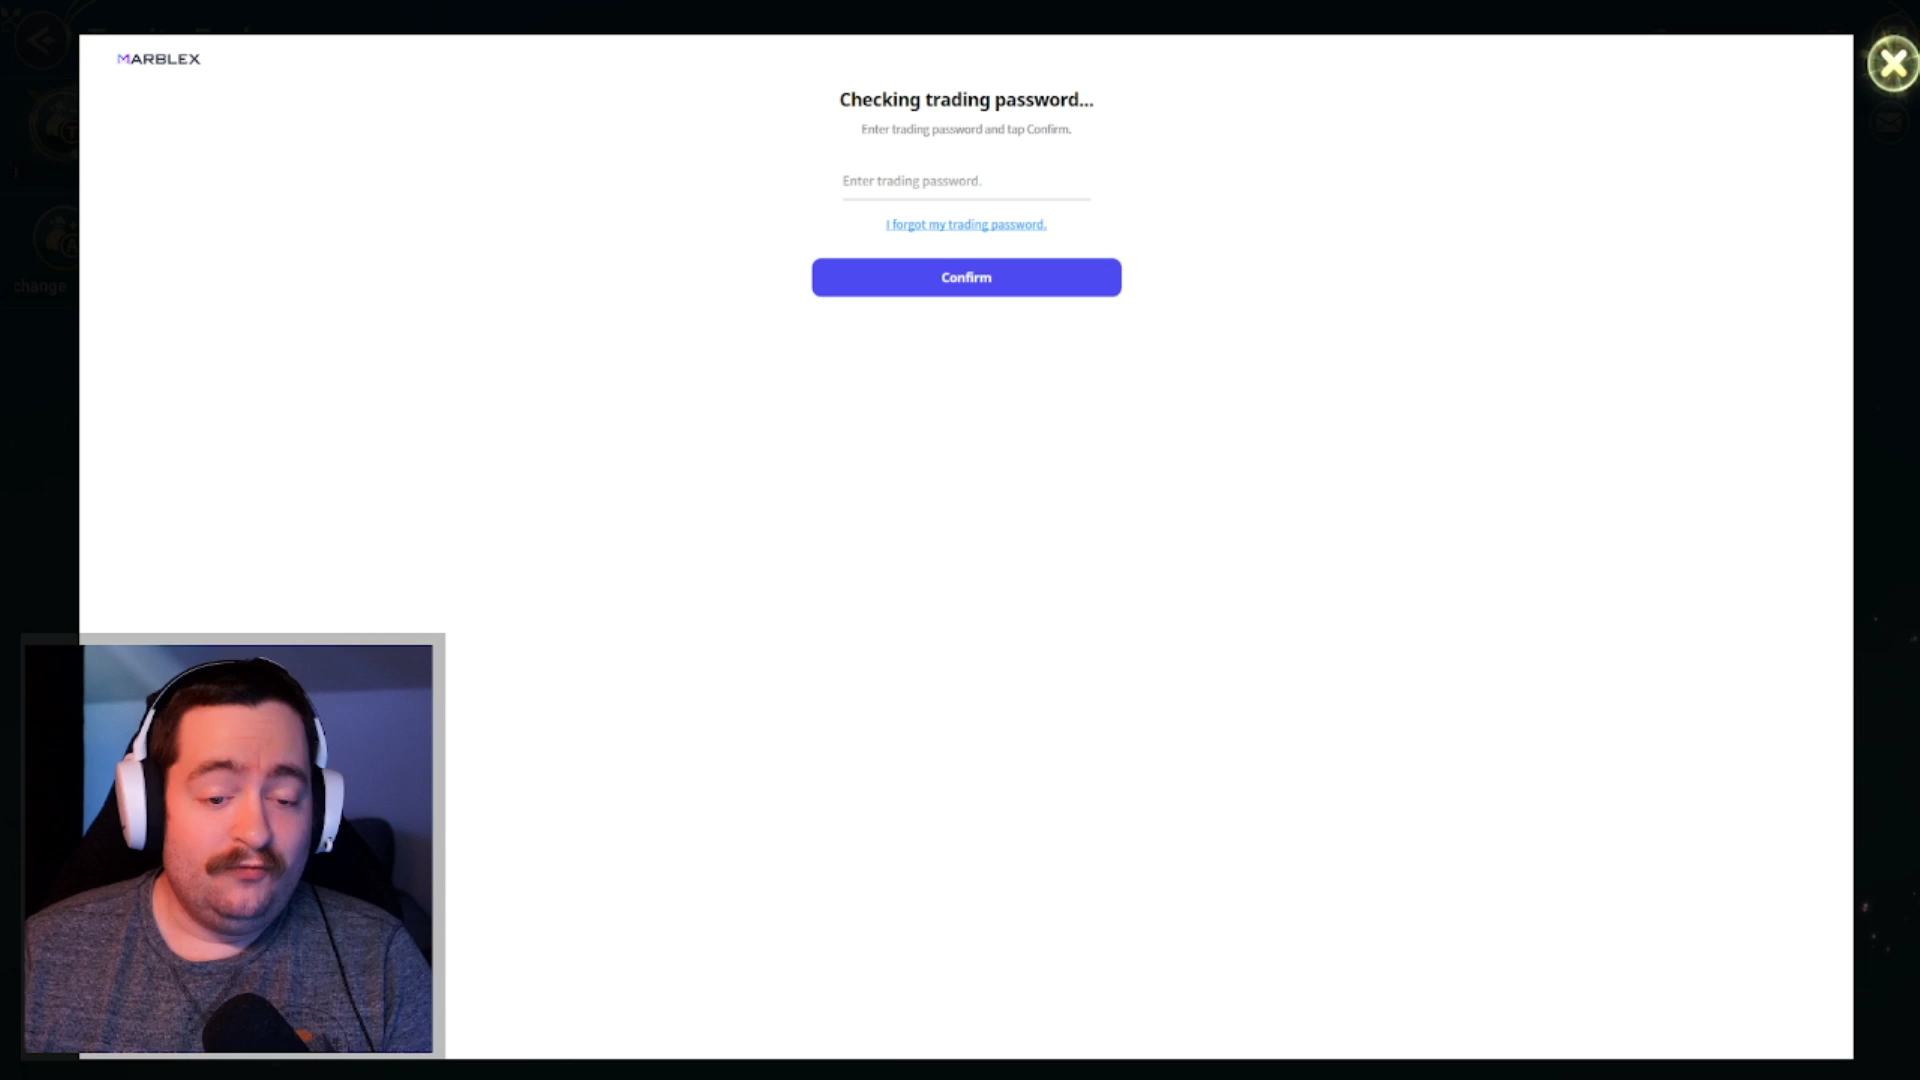 MARBLEX
Checking trading password...
Enter trading password and tap Confirm.
Enter trading password.
I forgot my trading password.
Confirm
change